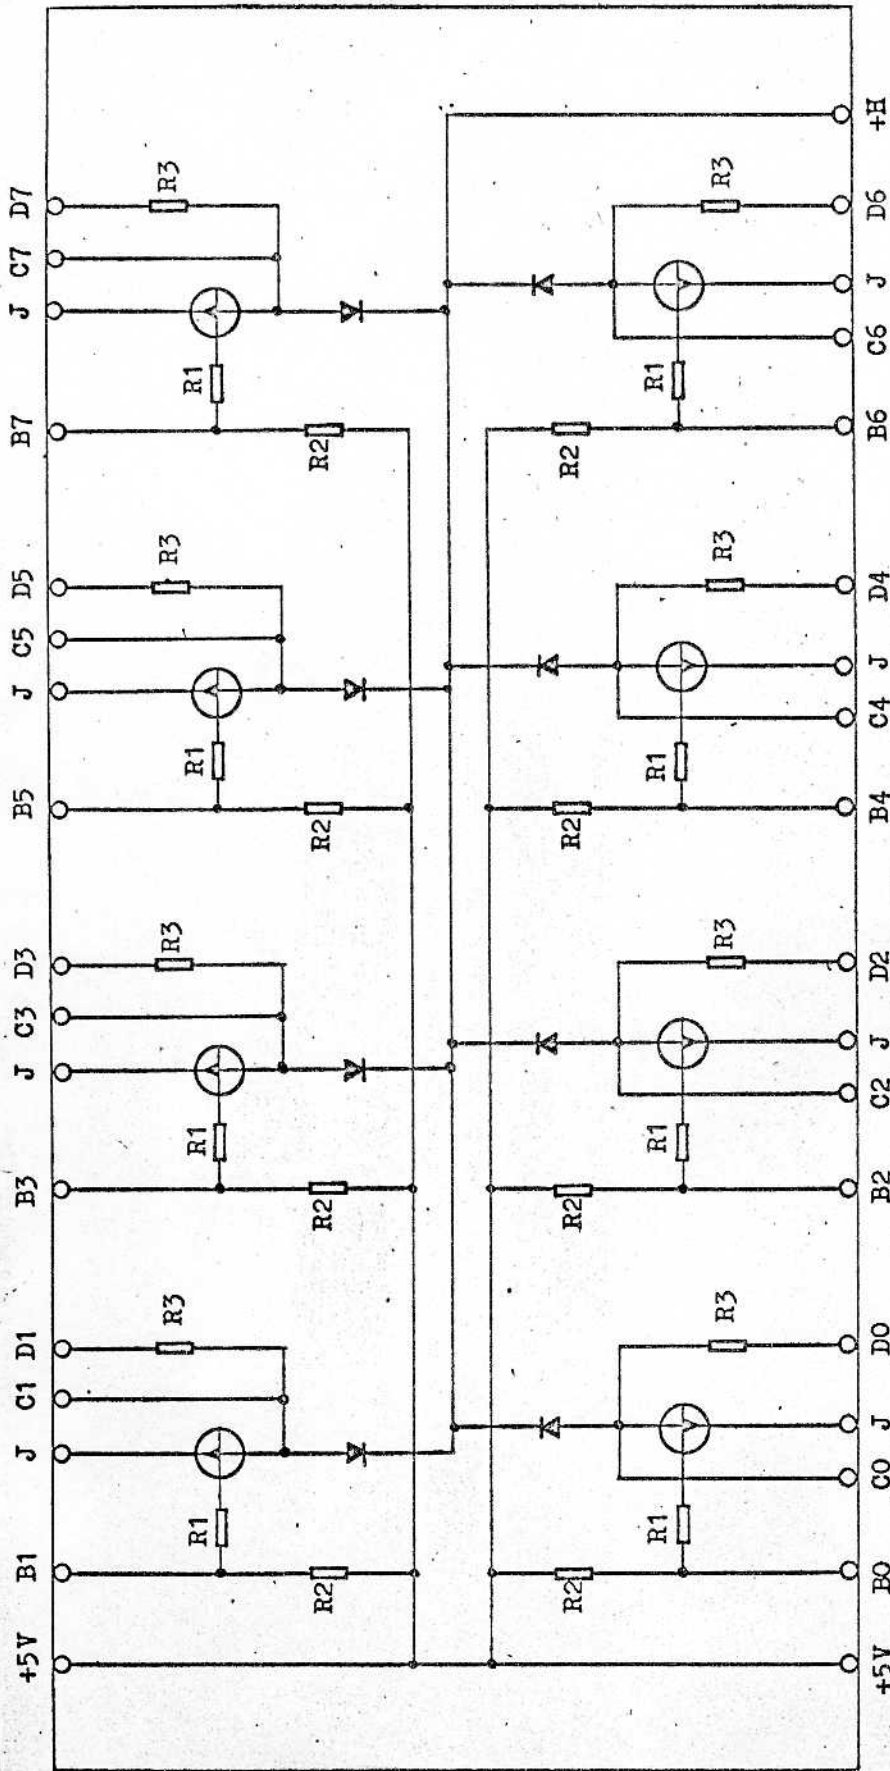 +5V B1 J C1 D1 B3 J C3 D3 B5 J C5 D5 B7 J C7 D7
R3 R3 R3 R3
R1 R1 R1 R1
R2 R2 R2 R2
R2 R2 R2 R2
R1 R1 R1 R1
R3 R3 R3 R3
+5V B0 C0 J D0 B2 C2 J D2 B4 C4 J D4 B6 C6 J D6 +H